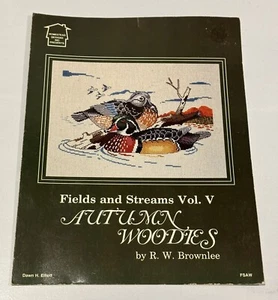 Fields and Streams Vol. V
AUTUMN
WOODIES
by R. W. Brownlee
Dawn H. Elliott
FSAW